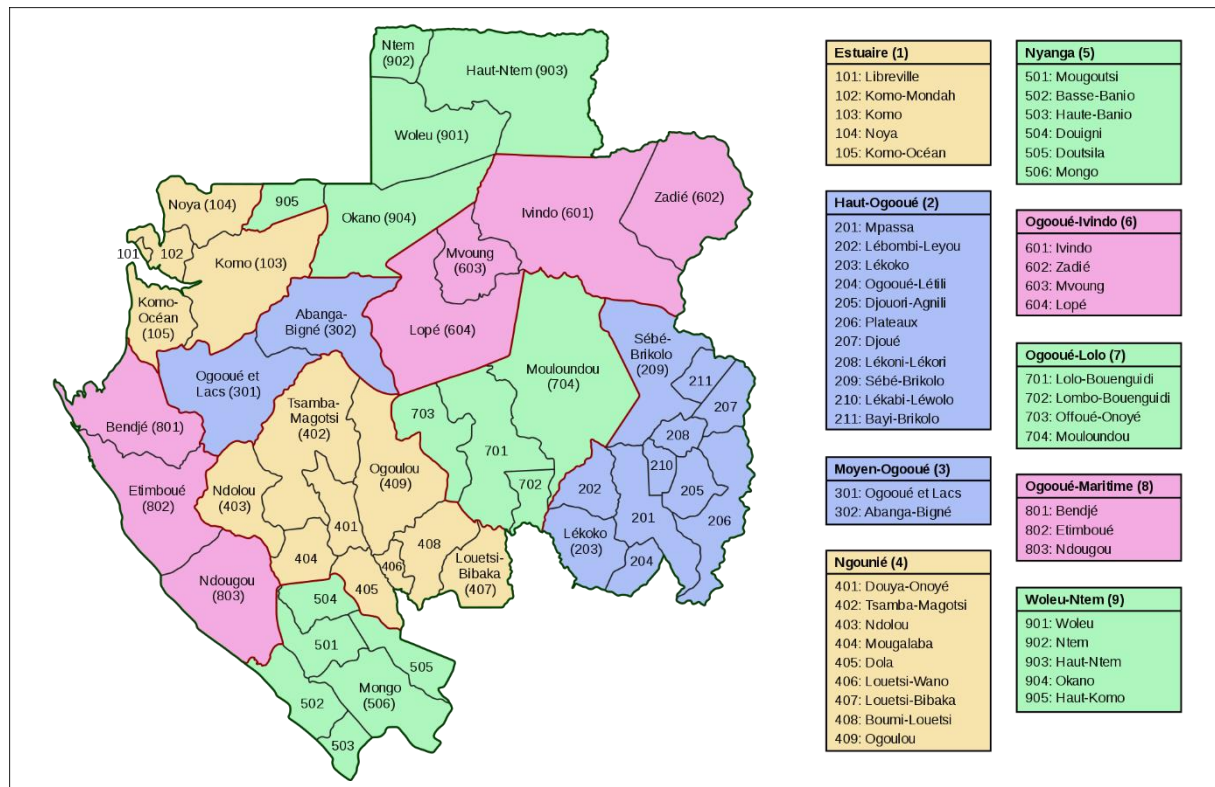 Ntem
(902)
Haut-Ntem (903)
Woleu (901)
Noya (104)
905
Okano (904)
Ivindo (601)
Zadié (602)
101
102
Komo (103)
Mvoung
(603)
Komo-
Océan
(105)
Abanga-
Bigné (302)
Lopé (604)
Sébé-
Brikolo
(209)
Ogooué et
Lacs (301)
Mouloundou
(704)
211
207
Tsamba-
Magotsi
(402)
703
Bendjé (801)
701
208
210
Ogoulou
(409)
Etimboué
(802)
Ndolou
(403)
702
202
205
401
201
206
Lékoko
(203)
404
408
406
Louetsi-
Bibaka
(407)
204
Ndougou
(803)
405
504
501
505
Mongo
(506)
502
503
Estuaire (1)
101: Libreville
102: Komo-Mondah
103: Komo
104: Noya
105: Komo-Océan
Haut-Ogooué (2)
201: Mpassa
202: Lébombi-Leyou
203: Lékoko
204: Ogooué-Létili
205: Djouori-Agnili
206: Plateaux
207: Djoué
208: Lékoni-Lékori
209: Sébé-Brikolo
210: Lékabi-Léwolo
211: Bayi-Brikolo
Moyen-Ogooué (3)
301: Ogooué et Lacs
302: Abanga-Bigné
Ngounié (4)
401: Douya-Onoyé
402: Tsamba-Magotsi
403: Ndolou
404: Mougalaba
405: Dola
406: Louetsi-Wano
407: Louetsi-Bibaka
408: Boumi-Louetsi
409: Ogoulou
Nyanga (5)
501: Mougoutsi
502: Basse-Banio
503: Haute-Banio
504: Douigni
505: Doutsila
506: Mongo
Ogooué-Ivindo (6)
601: Ivindo
602: Zadié
603: Mvoung
604: Lopé
Ogooué-Lolo (7)
701: Lolo-Bouenguidi
702: Lombo-Bouenguidi
703: Offoué-Onoyé
704: Mouloundou
Ogooué-Maritime (8)
801: Bendjé
802: Etimboué
803: Ndougou
Woleu-Ntem (9)
901: Woleu
902: Ntem
903: Haut-Ntem
904: Okano
905: Haut-Komo